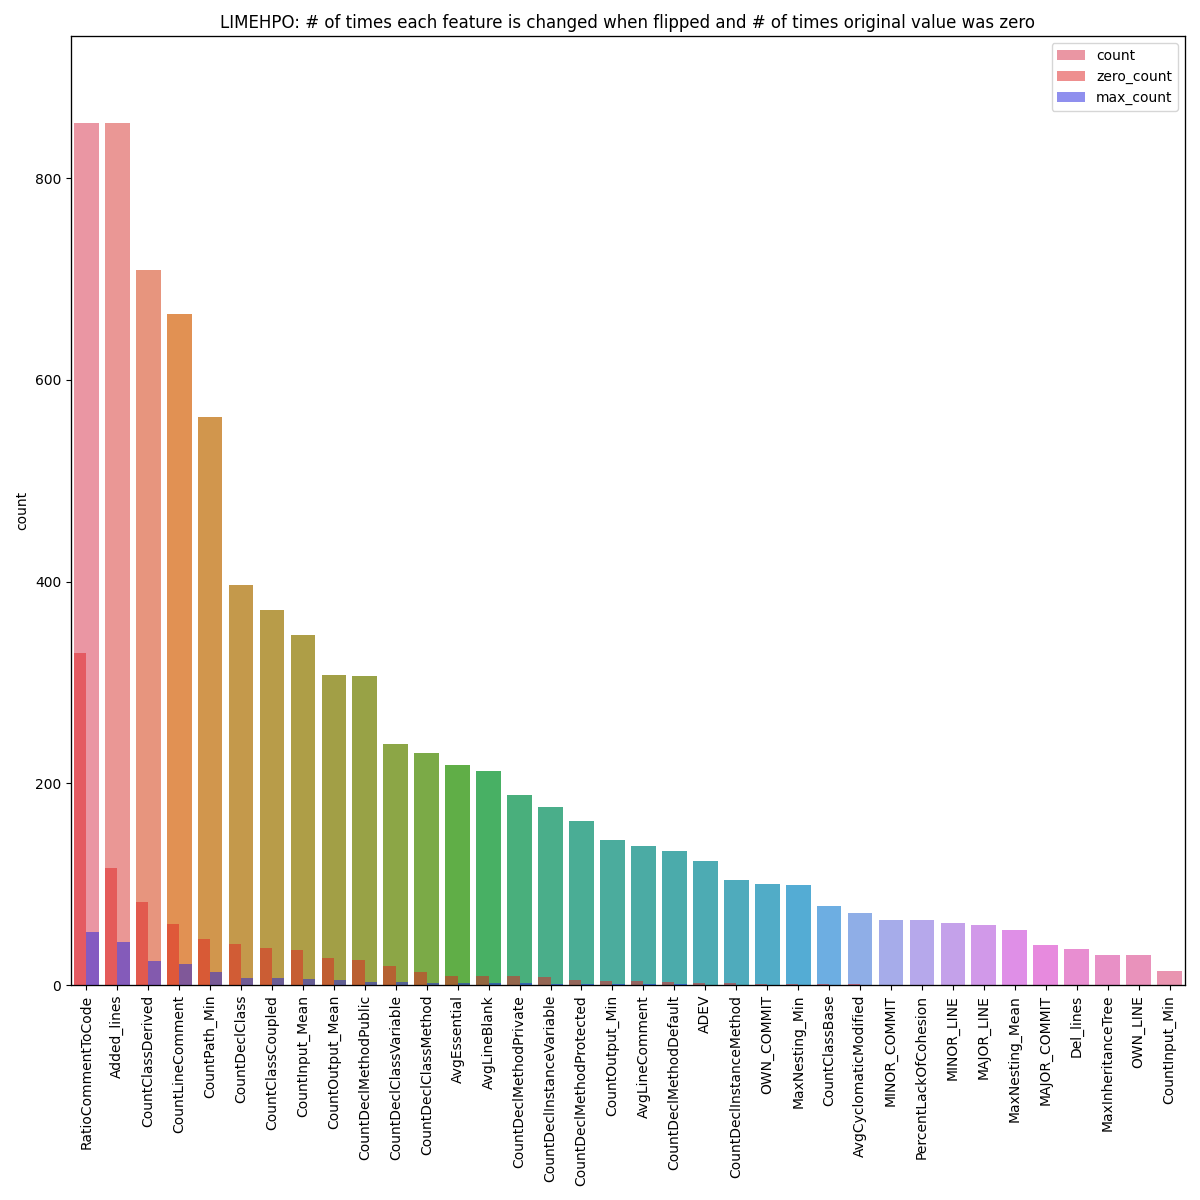 LIMEHPO: # of times each feature is changed when flipped and # of times original value was zero
count
zero_count
max_count
count
800
600
400
200
0
RatioCommentToCode
Added_lines
CountClassDerived
CountLineComment
CountPath_Min
CountDeclClass
CountClassCoupled
CountInput_Mean
CountOutput_Mean
CountDeclMethodPublic
CountDeclClassVariable
CountDeclClassMethod
AvgEssential
AvgLineBlank
CountDeclMethodPrivate
CountDeclInstanceVariable
CountDeclMethodProtected
CountOutput_Min
AvgLineComment
CountDeclMethodDefault
ADEV
CountDeclInstanceMethod
OWN_COMMIT
MaxNesting_Min
CountClassBase
AvgCyclomaticModified
MINOR_COMMIT
PercentLackOfCohesion
MINOR_LINE
MAJOR_LINE
MaxNesting_Mean
MAJOR_COMMIT
Del_lines
MaxInheritanceTree
OWN_LINE
CountInput_Min